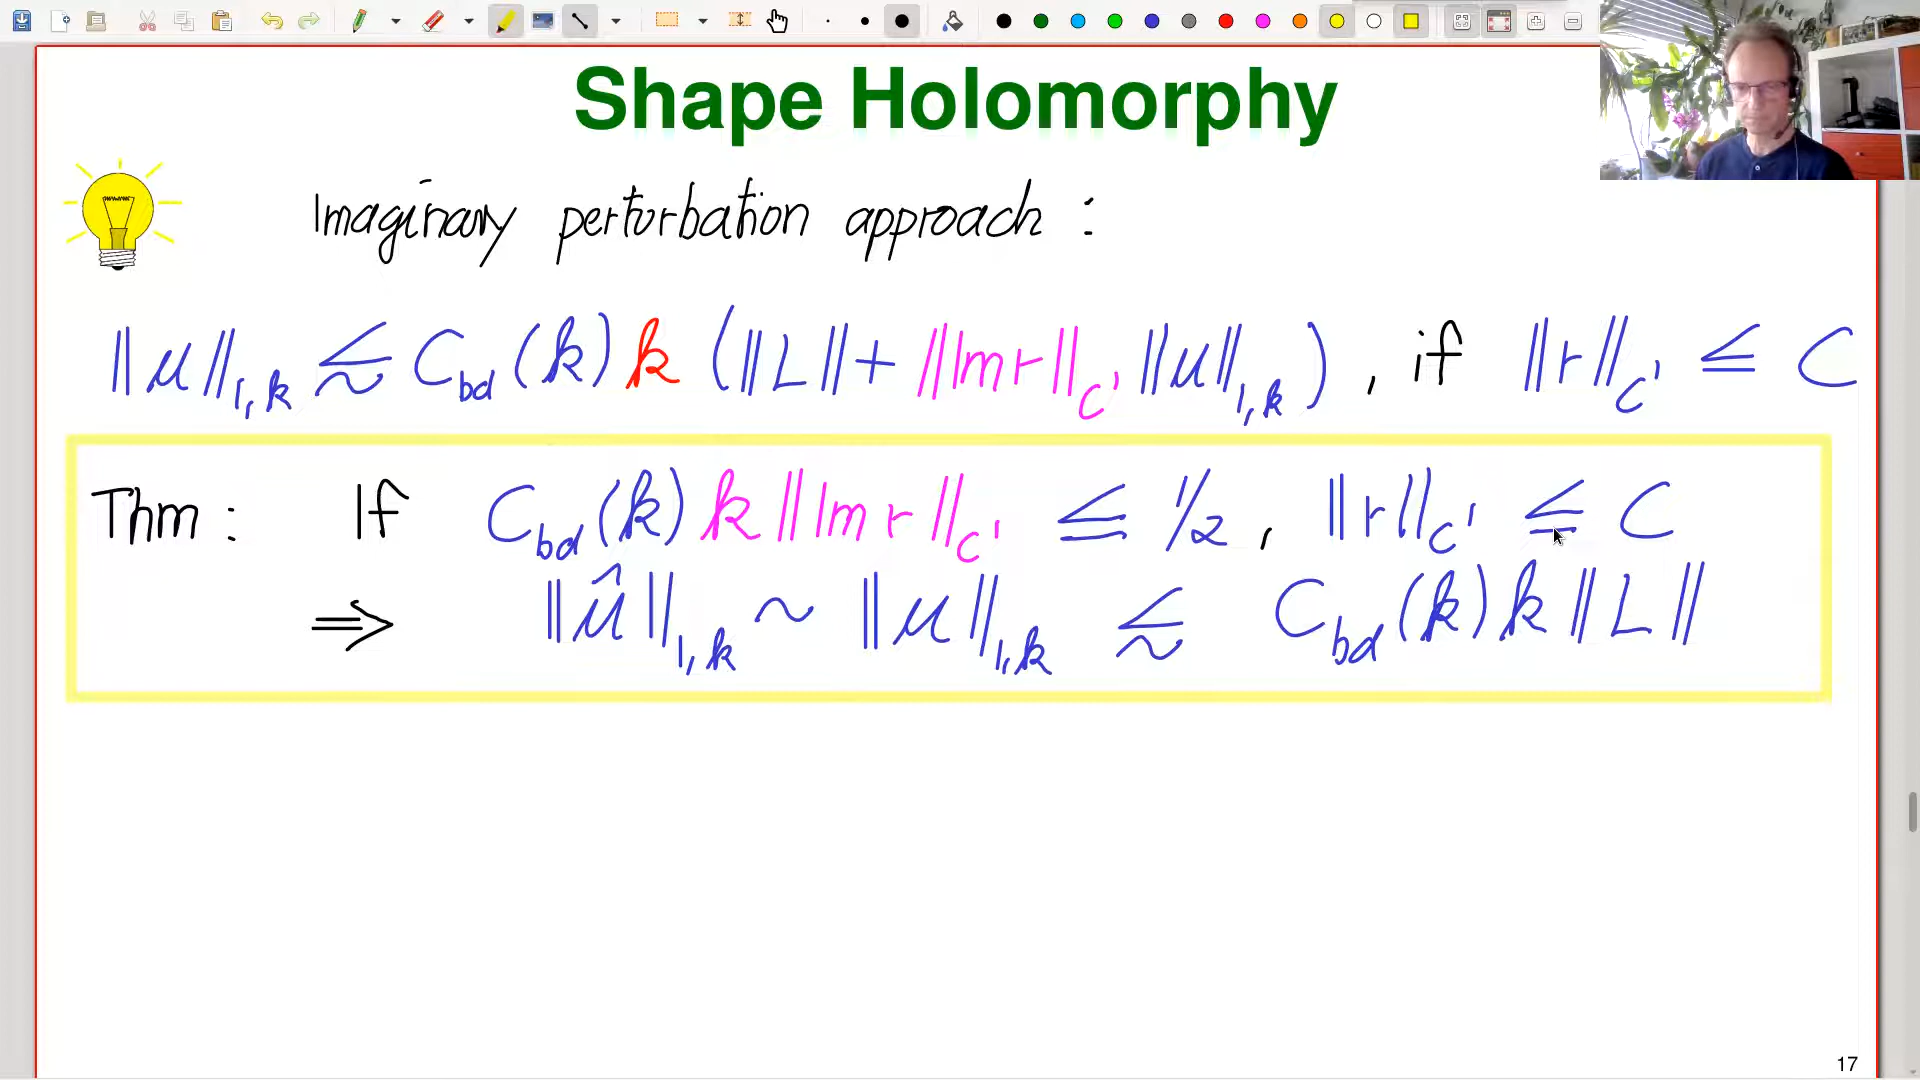 Shape Holomorphy
Imaginary perturbation approach :
‖u‖₁,ₖ ≲ C_bd (k) k (‖L‖ + ‖Im r‖_C¹ ‖u‖₁,ₖ) , if ‖r‖_C¹ ≤ C
Thm : If C_bd (k) k ‖Im r‖_C¹ ≤ 1/2 , ‖r‖_C¹ ≤ C
⇒ ‖û‖₁,ₖ ~ ‖u‖₁,ₖ ≲ C_bd (k) k ‖L‖
17